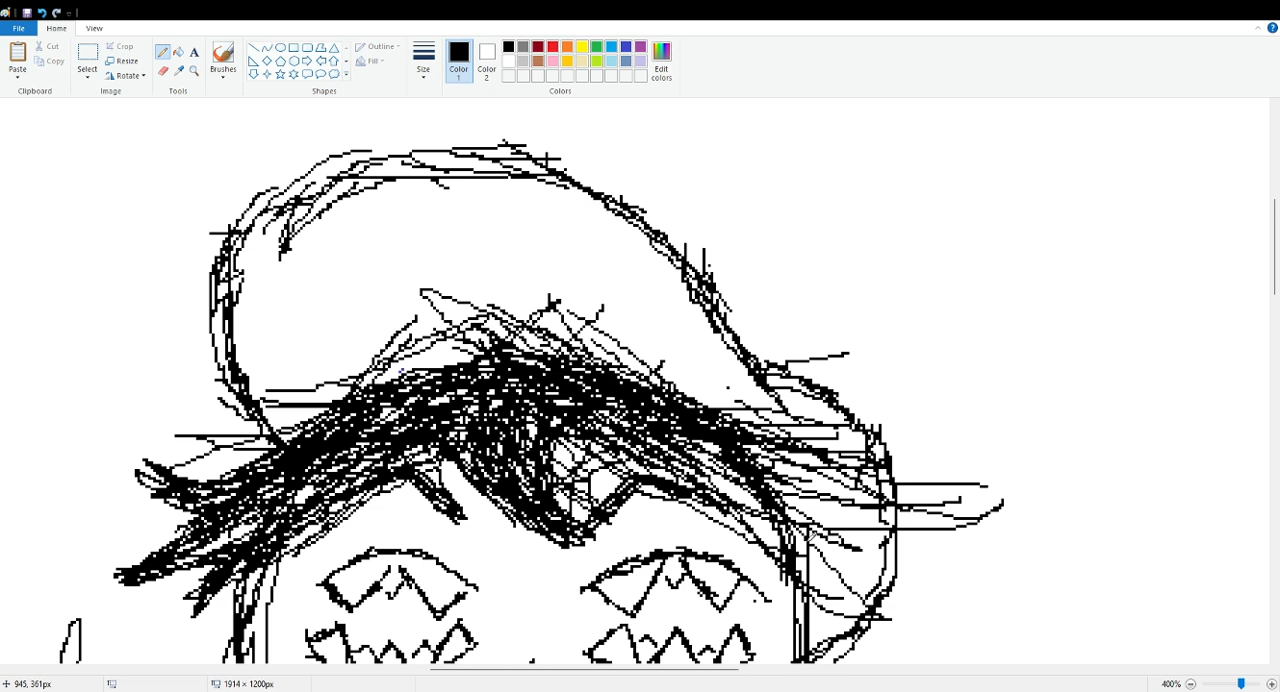 File
Home
View
Paste
Cut
Copy
Clipboard
Select
Crop
Resize
Rotate
Image
A
Tools
Brushes
Shapes
Outline
Fill
Size
Color
1
Color
2
Edit
colors
Colors
945, 361px
1914 × 1200px
400%